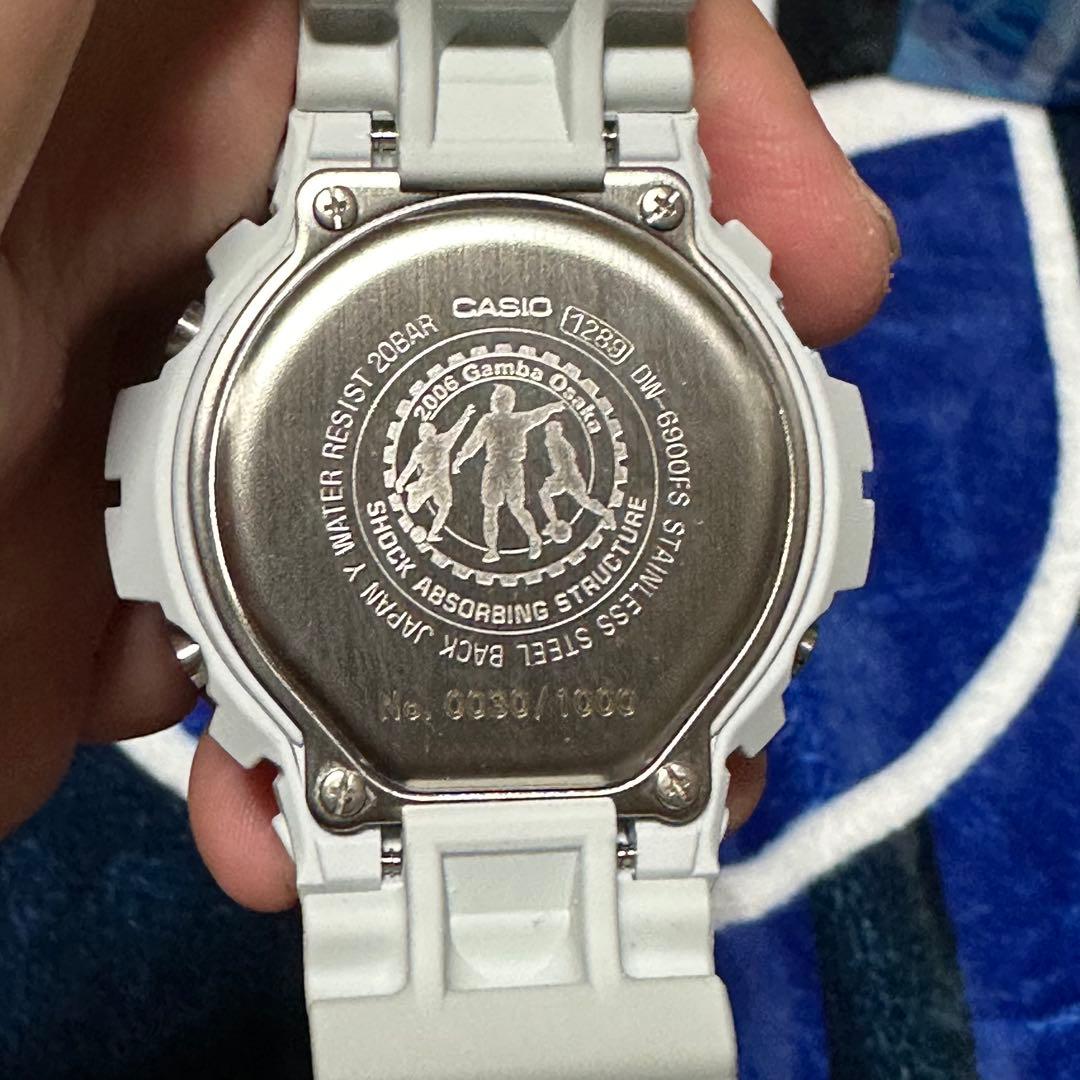 CASIO
1289
DW-6900FS STAINLESS STEEL BACK JAPAN Y WATER RESIST 20BAR
2006 Gamba Osaka
SHOCK ABSORBING STRUCTURE
No. 0030/1000